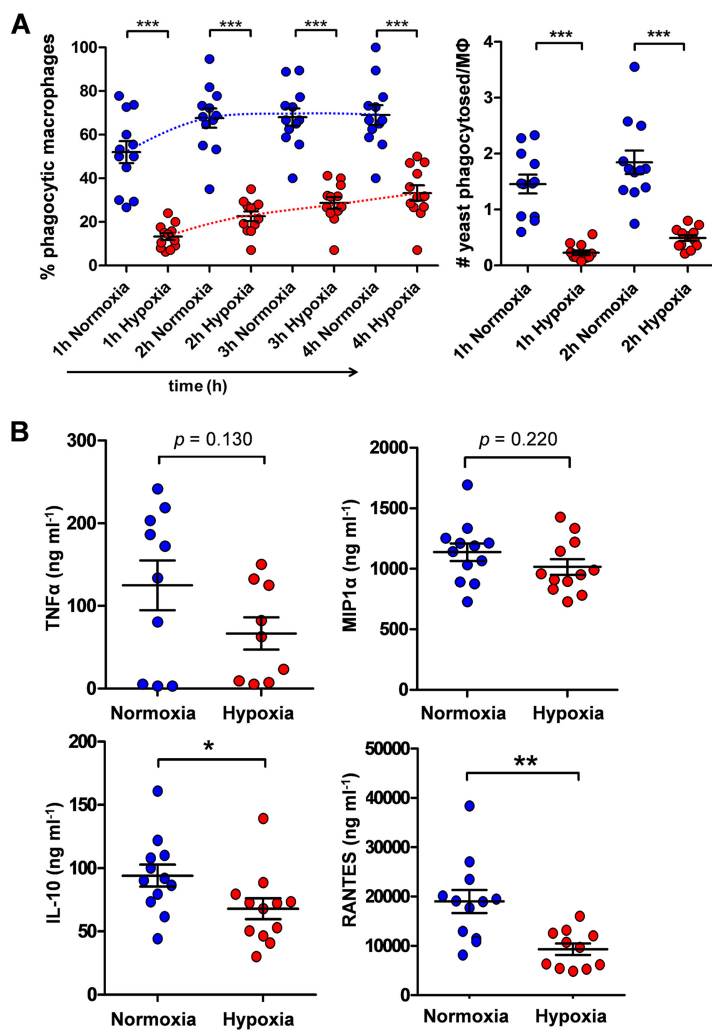 A
*** *** *** ***
% phagocytic macrophages
100
80
60
40
20
0
1h Normoxia
1h Hypoxia
2h Normoxia
2h Hypoxia
3h Normoxia
3h Hypoxia
4h Normoxia
4h Hypoxia
time (h)
*** ***
# yeast phagocytosed/MΦ
4
3
2
1
0
1h Normoxia
1h Hypoxia
2h Normoxia
2h Hypoxia
B
p = 0.130
TNFα (ng ml-1)
300
200
100
0
Normoxia Hypoxia
p = 0.220
MIP1α (ng ml-1)
2000
1500
1000
500
0
Normoxia Hypoxia
*
IL-10 (ng ml-1)
200
150
100
50
0
Normoxia Hypoxia
**
RANTES (ng ml-1)
50000
40000
30000
20000
10000
0
Normoxia Hypoxia